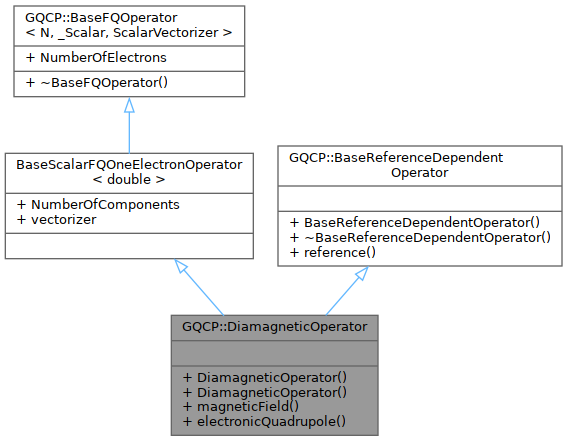 GQCP::BaseFQOperator
< N, _Scalar, ScalarVectorizer >
+ NumberOfElectrons
+ ~BaseFQOperator()
BaseScalarFQOneElectronOperator
< double >
+ NumberOfComponents
+ vectorizer
GQCP::BaseReferenceDependent
Operator
+ BaseReferenceDependentOperator()
+ ~BaseReferenceDependentOperator()
+ reference()
GQCP::DiamagneticOperator
+ DiamagneticOperator()
+ DiamagneticOperator()
+ magneticField()
+ electronicQuadrupole()